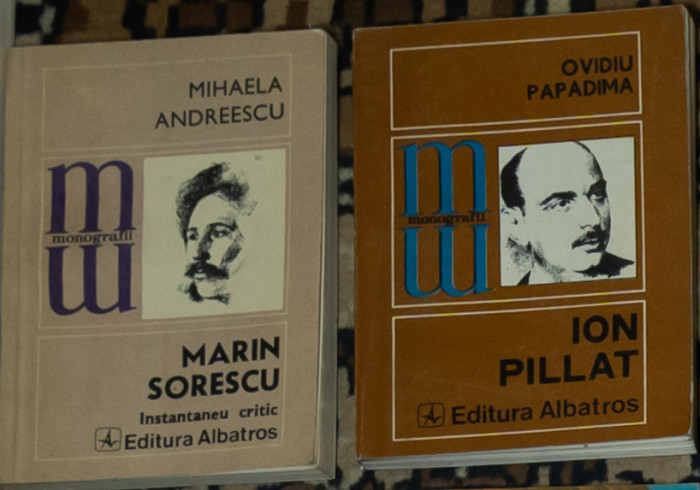 MIHAELA
ANDREESCU
m
monografii
m
MARIN
SORESCU
Instantaneu critic
Editura Albatros
OVIDIU
PAPADIMA
m
monografii
m
ION
PILLAT
Editura Albatros